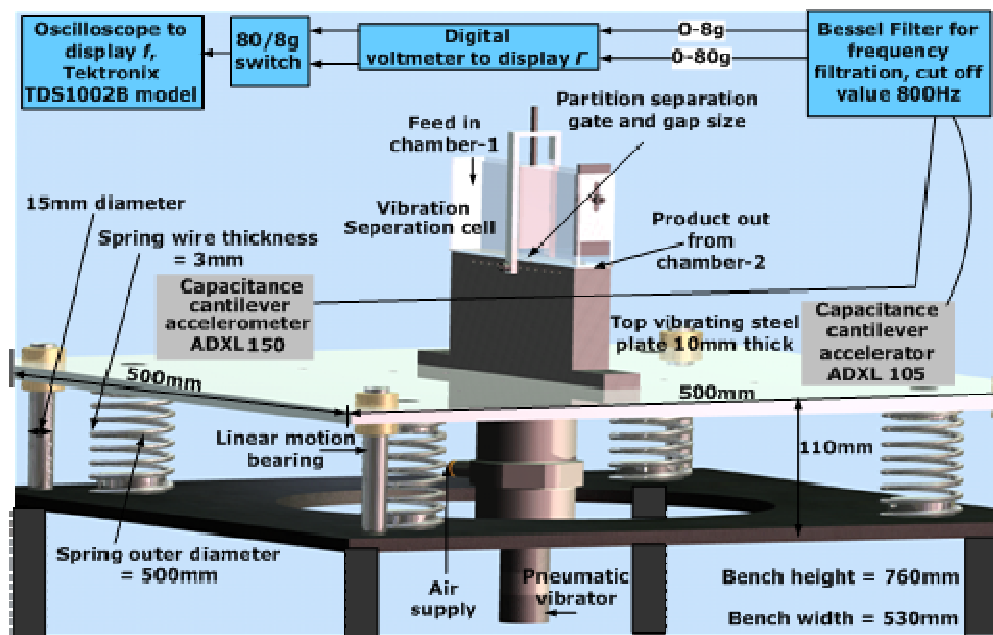 Oscilloscope to
display f,
Tektronix
TDS1002B model
80/8g
switch
Digital
voltmeter to display Γ
0-8g
0-80g
Bessel Filter for
frequency
filtration, cut off
value 800Hz
Partition separation
gate and gap size
Feed in
chamber-1
15mm diameter
Vibration
Seperation cell
Product out
from
chamber-2
Spring wire thickness
= 3mm
Capacitance
cantilever
accelerometer
ADXL 150
Top vibrating steel
plate 10mm thick
Capacitance
cantilever
accelerator
ADXL 105
500mm
500mm
Linear motion
bearing
110mm
Spring outer diameter
= 500mm
Air
supply
Pneumatic
vibrator
Bench height = 760mm
Bench width = 530mm